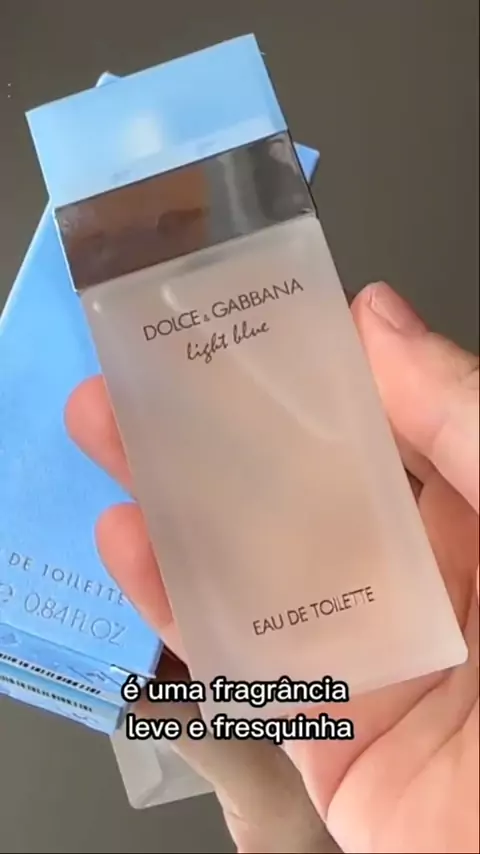 DOLCE & GABBANA
light blue
EAU DE TOILETTE
DE TOILETTE
0.84 FL OZ
é uma fragrância
leve e fresquinha